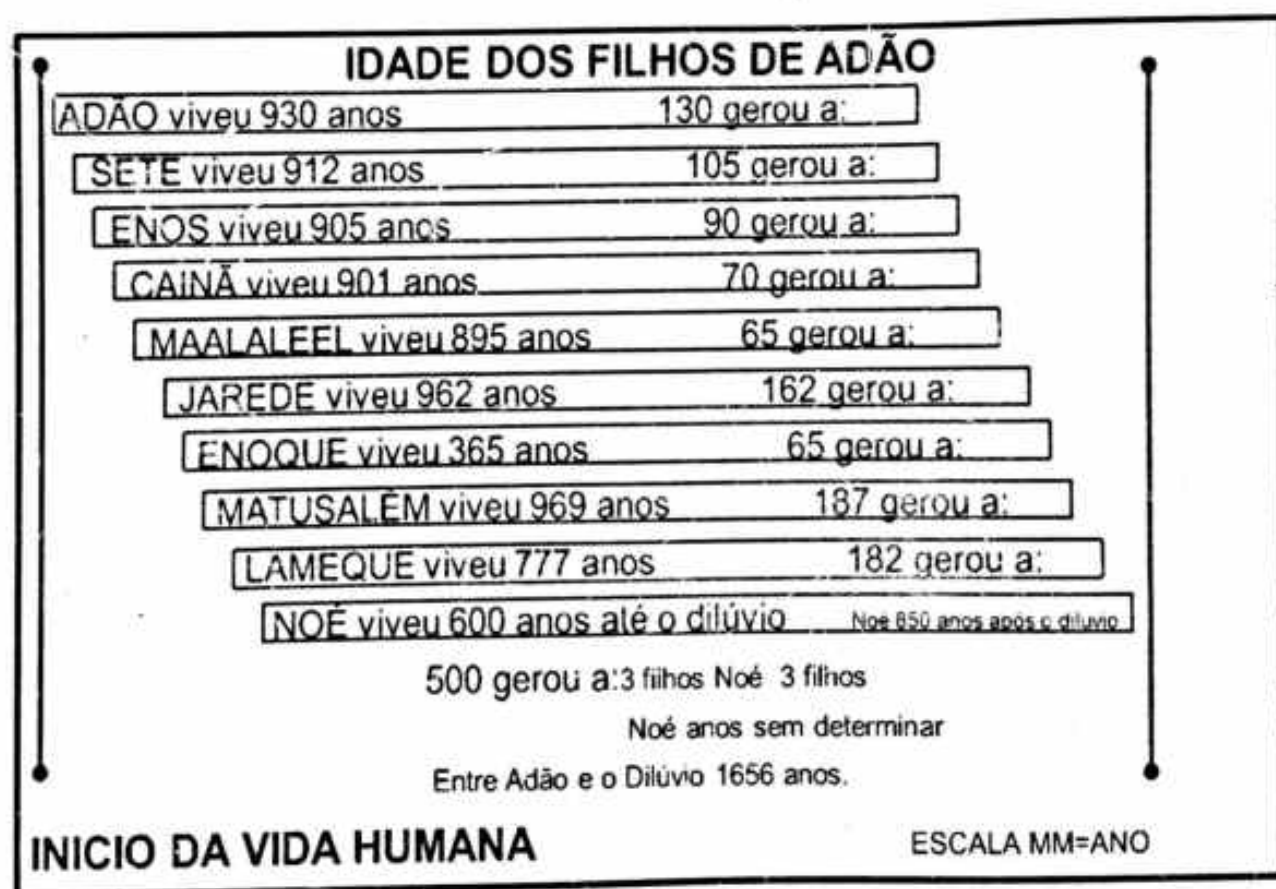 IDADE DOS FILHOS DE ADÃO
ADÃO viveu 930 anos 130 gerou a:
SETE viveu 912 anos 105 gerou a:
ENOS viveu 905 anos 90 gerou a:
CAINÃ viveu 901 anos 70 gerou a:
MAALALEEL viveu 895 anos 65 gerou a:
JAREDE viveu 962 anos 162 gerou a:
ENOQUE viveu 365 anos 65 gerou a:
MATUSALÉM viveu 969 anos 187 gerou a:
LAMEQUE viveu 777 anos 182 gerou a:
NOÉ viveu 600 anos até o dilúvio Noé 850 anos após o diluvio
500 gerou a:3 filhos Noé 3 filhos
Noé anos sem determinar
Entre Adão e o Dilúvio 1656 anos.
INICIO DA VIDA HUMANA ESCALA MM=ANO